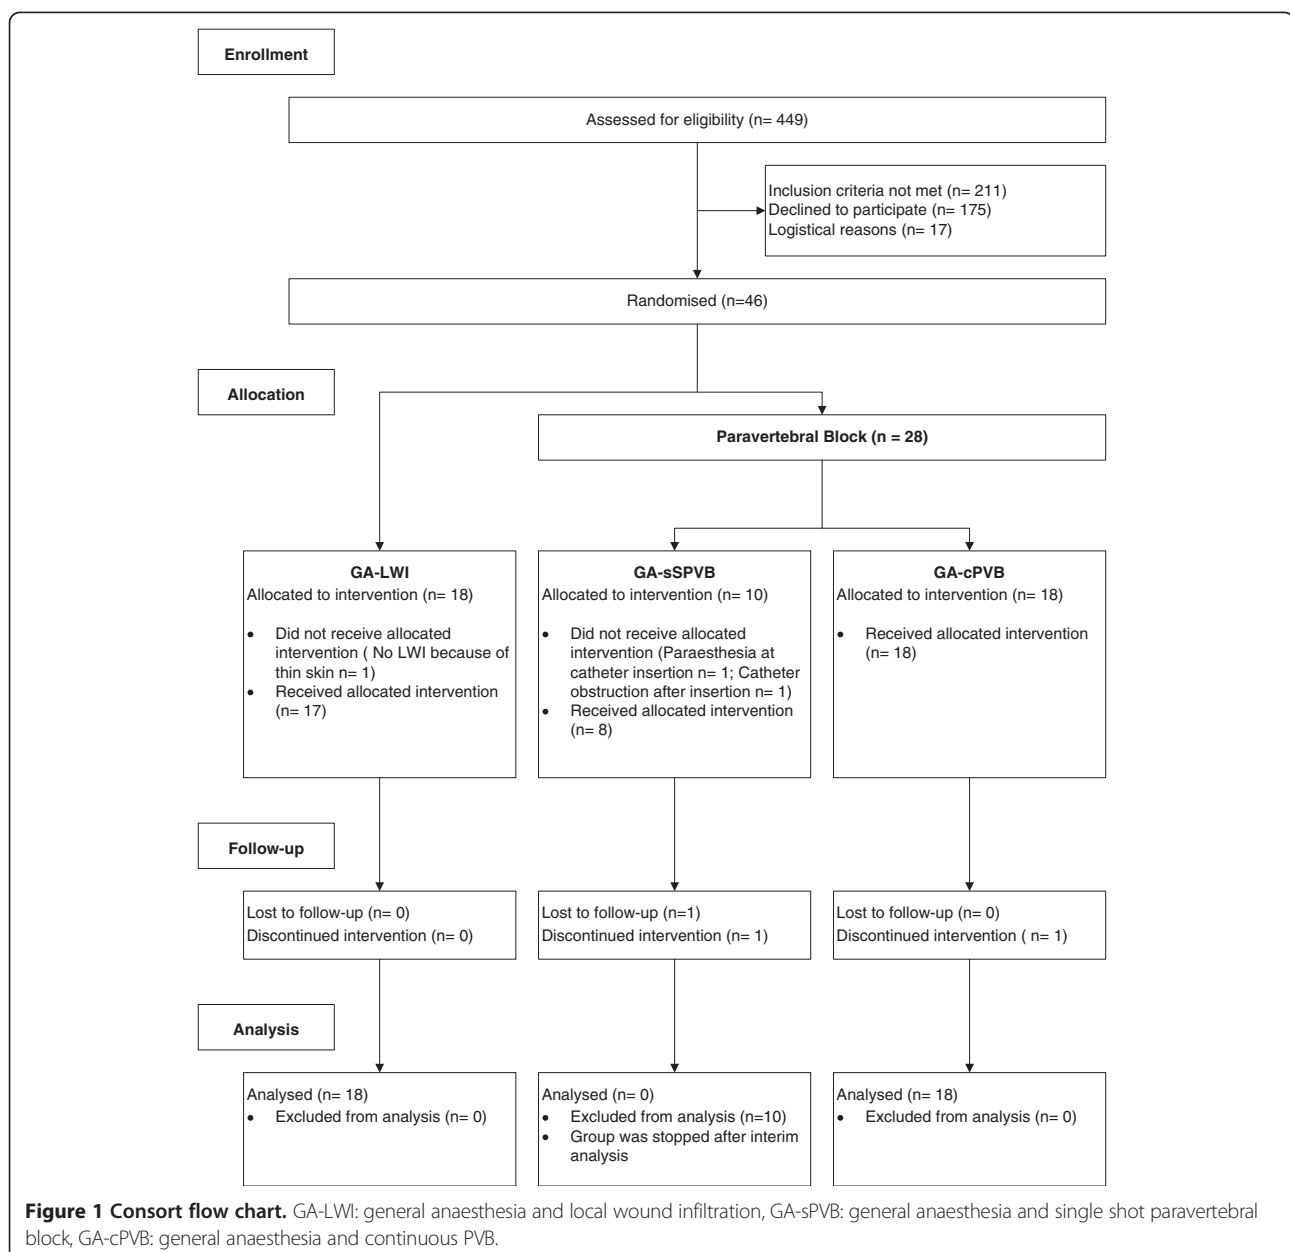 Enrollment
Assessed for eligibility (n= 449)
Inclusion criteria not met (n= 211)
Declined to participate (n= 175)
Logistical reasons (n= 17)
Randomised (n=46)
Allocation
Paravertebral Block (n = 28)
GA-LWI
Allocated to intervention (n= 18)
• Did not receive allocated
intervention ( No LWI because of
thin skin n= 1)
• Received allocated intervention
(n= 17)
GA-sSPVB
Allocated to intervention (n= 10)
• Did not receive allocated
intervention (Paraesthesia at
catheter insertion n= 1; Catheter
obstruction after insertion n= 1)
• Received allocated intervention
(n= 8)
GA-cPVB
Allocated to intervention (n= 18)
• Received allocated intervention
(n= 18)
Follow-up
Lost to follow-up (n= 0)
Discontinued intervention (n= 0)
Lost to follow-up (n=1)
Discontinued intervention (n= 1)
Lost to follow-up (n= 0)
Discontinued intervention ( n= 1)
Analysis
Analysed (n= 18)
• Excluded from analysis (n= 0)
Analysed (n= 0)
• Excluded from analysis (n=10)
• Group was stopped after interim
analysis
Analysed (n= 18)
• Excluded from analysis (n= 0)
Figure 1 Consort flow chart. GA-LWI: general anaesthesia and local wound infiltration, GA-sPVB: general anaesthesia and single shot paravertebral
block, GA-cPVB: general anaesthesia and continuous PVB.